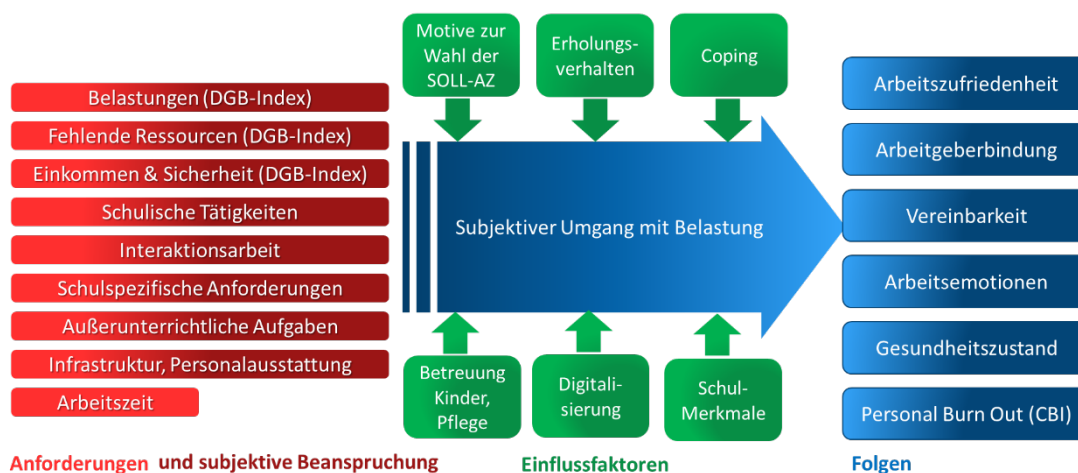 Belastungen (DGB-Index)
Fehlende Ressourcen (DGB-Index)
Einkommen & Sicherheit (DGB-Index)
Schulische Tätigkeiten
Interaktionsarbeit
Schulspezifische Anforderungen
Außerunterrichtliche Aufgaben
Infrastruktur, Personalausstattung
Arbeitszeit
Anforderungen und subjektive Beanspruchung
Motive zur
Wahl der
SOLL-AZ
Erholungs-
verhalten
Coping
Subjektiver Umgang mit Belastung
Betreuung
Kinder,
Pflege
Digitali-
sierung
Schul-
Merkmale
Einflussfaktoren
Arbeitszufriedenheit
Arbeitgeberbindung
Vereinbarkeit
Arbeitsemotionen
Gesundheitszustand
Personal Burn Out (CBI)
Folgen